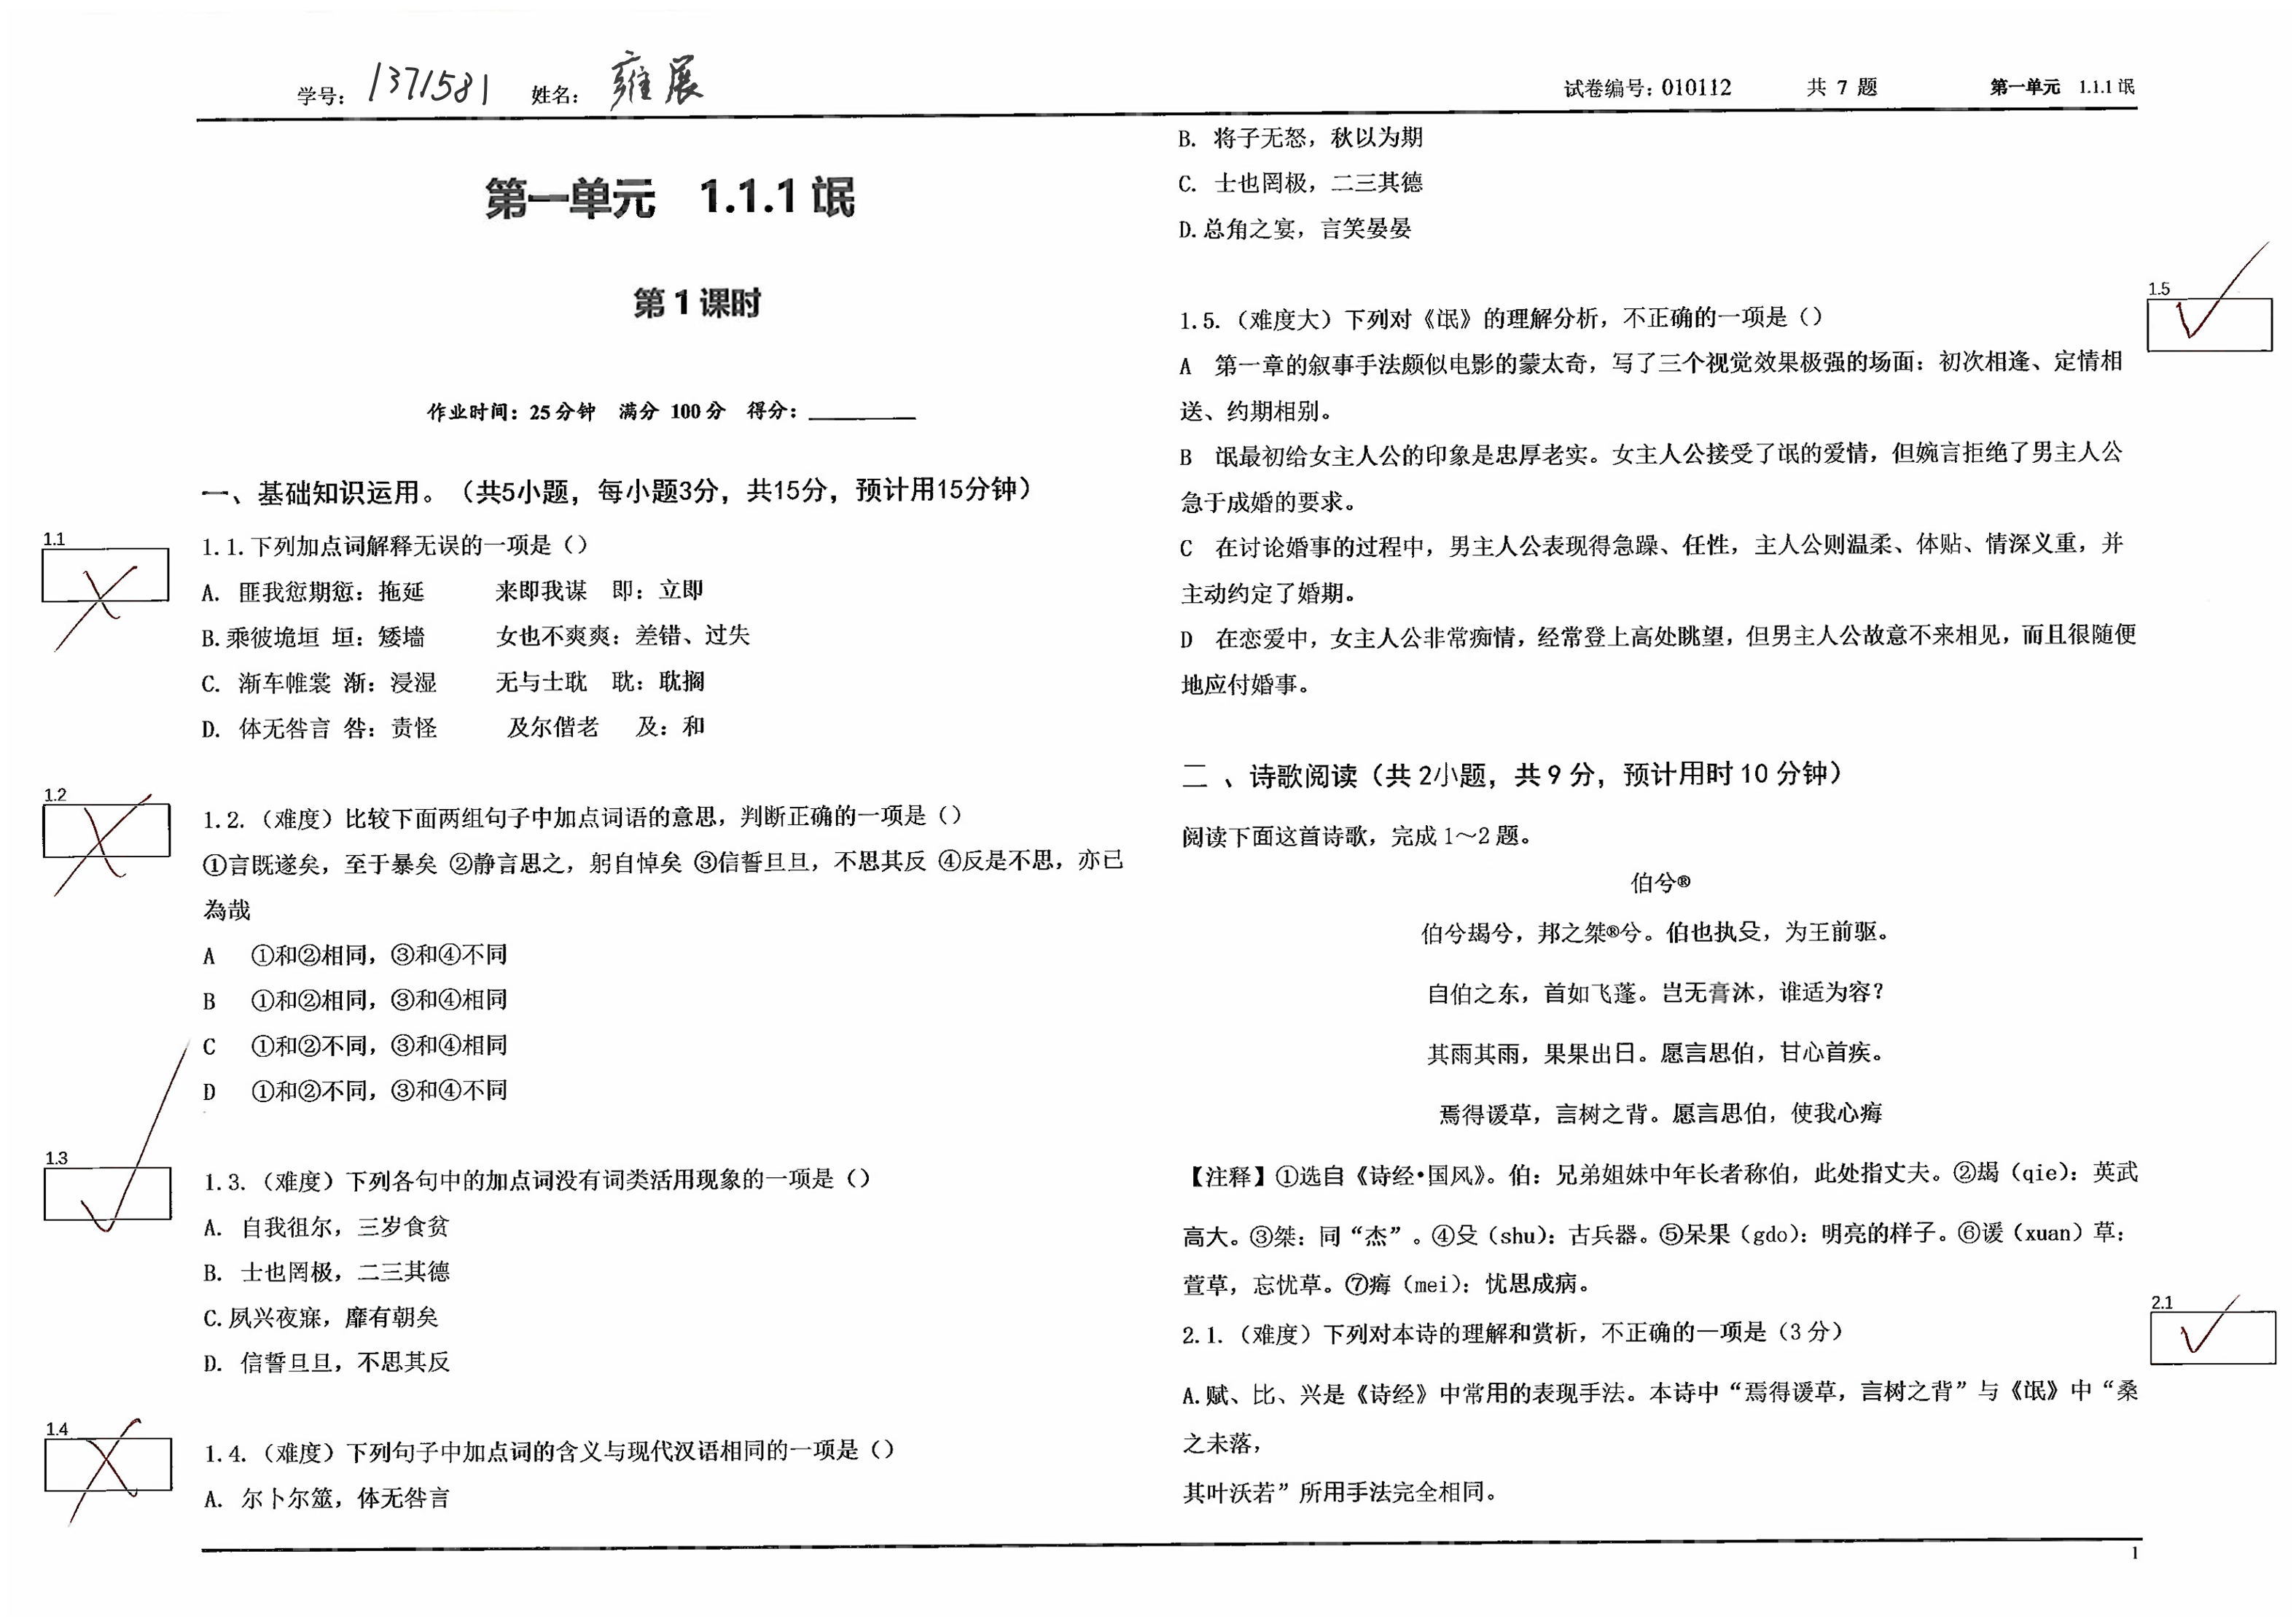 学号: 1371581 姓名: 雍展
试卷编号: 010112 共 7 题 第一单元 1.1.1 氓
第一单元 1.1.1 氓
第 1 课时
作业时间: 25 分钟 满分 100 分 得分: ________
一、基础知识运用。（共5小题，每小题3分，共15分，预计用15分钟）
1.1
1.1.下列加点词解释无误的一项是（）
A. 匪我愆期愆: 拖延 来即我谋 即: 立即
B.乘彼垝垣 垣: 矮墙 女也不爽爽: 差错、过失
C. 渐车帷裳 渐: 浸湿 无与士耽 耽: 耽搁
D. 体无咎言 咎: 责怪 及尔偕老 及: 和
1.2
1.2.（难度）比较下面两组句子中加点词语的意思，判断正确的一项是（）
①言既遂矣，至于暴矣 ②静言思之，躬自悼矣 ③信誓旦旦，不思其反 ④反是不思，亦已
為哉
A ①和②相同，③和④不同
B ①和②相同，③和④相同
C ①和②不同，③和④相同
D ①和②不同，③和④不同
1.3
1.3.（难度）下列各句中的加点词没有词类活用现象的一项是（）
A. 自我徂尔，三岁食贫
B. 士也罔极，二三其德
C.夙兴夜寐，靡有朝矣
D. 信誓旦旦，不思其反
1.4
1.4.（难度）下列句子中加点词的含义与现代汉语相同的一项是（）
A. 尔卜尔筮，体无咎言
B. 将子无怒，秋以为期
C. 士也罔极，二三其德
D.总角之宴，言笑晏晏
1.5
1.5.（难度大）下列对《氓》的理解分析，不正确的一项是（）
A 第一章的叙事手法颇似电影的蒙太奇，写了三个视觉效果极强的场面: 初次相逢、定情相
送、约期相别。
B 氓最初给女主人公的印象是忠厚老实。女主人公接受了氓的爱情，但婉言拒绝了男主人公
急于成婚的要求。
C 在讨论婚事的过程中，男主人公表现得急躁、任性，主人公则温柔、体贴、情深义重，并
主动约定了婚期。
D 在恋爱中，女主人公非常痴情，经常登上高处眺望，但男主人公故意不来相见，而且很随便
地应付婚事。
二 、诗歌阅读（共 2小题，共 9 分，预计用时 10 分钟）
阅读下面这首诗歌，完成 1～2 题。
伯兮®
伯兮朅兮，邦之桀®兮。伯也执殳，为王前驱。
自伯之东，首如飞蓬。岂无膏沐，谁适为容?
其雨其雨，果果出日。愿言思伯，甘心首疾。
焉得谖草，言树之背。愿言思伯，使我心痗
【注释】①选自《诗经•国风》。伯: 兄弟姐妹中年长者称伯，此处指丈夫。②朅（qie）: 英武
高大。③桀: 同“杰”。④殳（shu）: 古兵器。⑤呆果（gdo）: 明亮的样子。⑥谖（xuan）草:
萱草，忘忧草。⑦痗（mei）: 忧思成病。
2.1
2.1.（难度）下列对本诗的理解和赏析，不正确的一项是（3 分）
A.赋、比、兴是《诗经》中常用的表现手法。本诗中“焉得谖草，言树之背”与《氓》中“桑
之未落，
其叶沃若”所用手法完全相同。
1